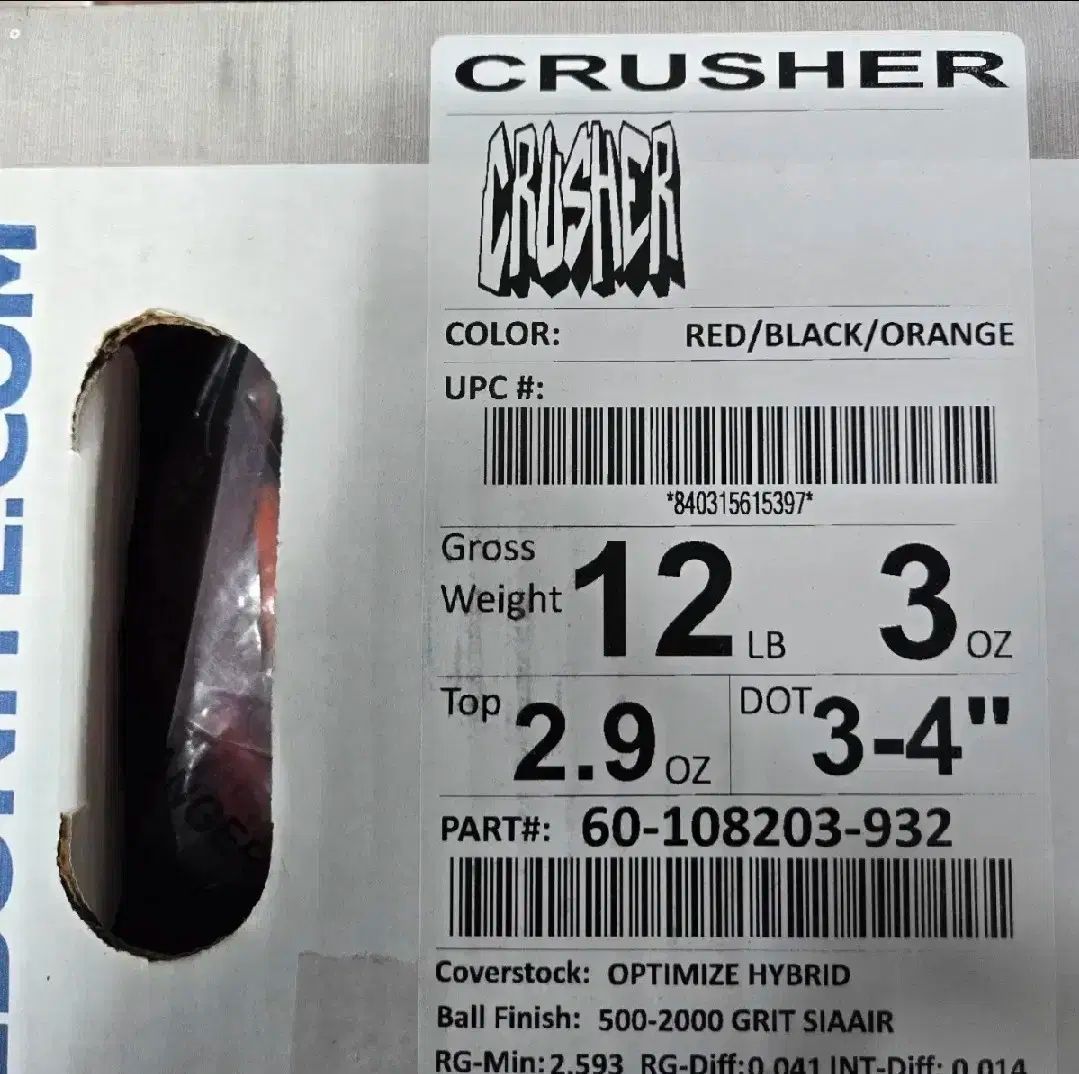 CRUSHER
CRUSHER
COLOR: RED/BLACK/ORANGE
UPC #:
*840315615397*
Gross
Weight 12 LB 3 OZ
Top 2.9 OZ DOT 3-4"
PART#: 60-108203-932
Coverstock: OPTIMIZE HYBRID
Ball Finish: 500-2000 GRIT SIAAIR
RG-Min: 2.593 RG-Diff: 0.041 INT-Diff: 0.014
EBONITE.COM